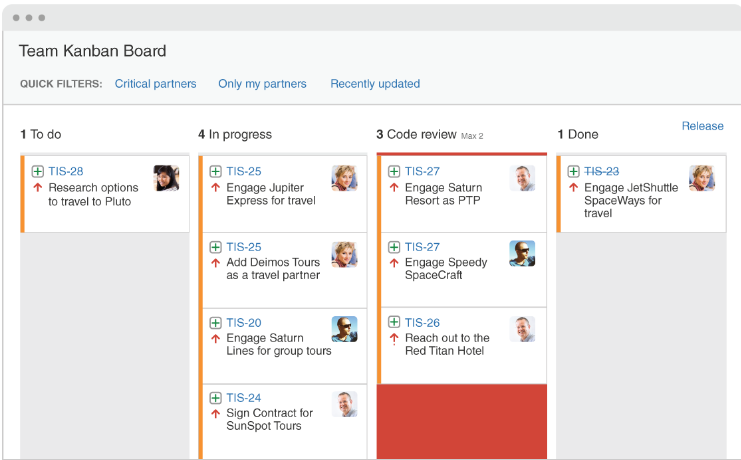 Team Kanban Board
QUICK FILTERS: Critical partners Only my partners Recently updated
Release
1 To do
TIS-28
Research options
to travel to Pluto
4 In progress
TIS-25
Engage Jupiter
Express for travel
TIS-25
Add Deimos Tours
as a travel partner
TIS-20
Engage Saturn
Lines for group tours
TIS-24
Sign Contract for
SunSpot Tours
3 Code review Max 2
TIS-27
Engage Saturn
Resort as PTP
TIS-27
Engage Speedy
SpaceCraft
TIS-26
Reach out to the
Red Titan Hotel
1 Done
TIS-23
Engage JetShuttle
SpaceWays for
travel